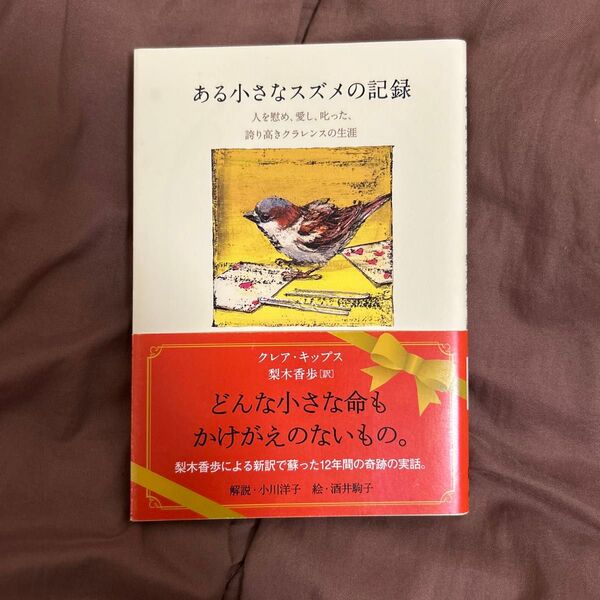 ある小さなスズメの記録
人を慰め、愛し、叱った、
誇り高きクラレンスの生涯
クレア・キップス
梨木香歩[訳]
どんな小さな命も
かけがえのないもの。
梨木香歩による新訳で蘇った12年間の奇跡の実話。
解説・小川洋子 絵・酒井駒子